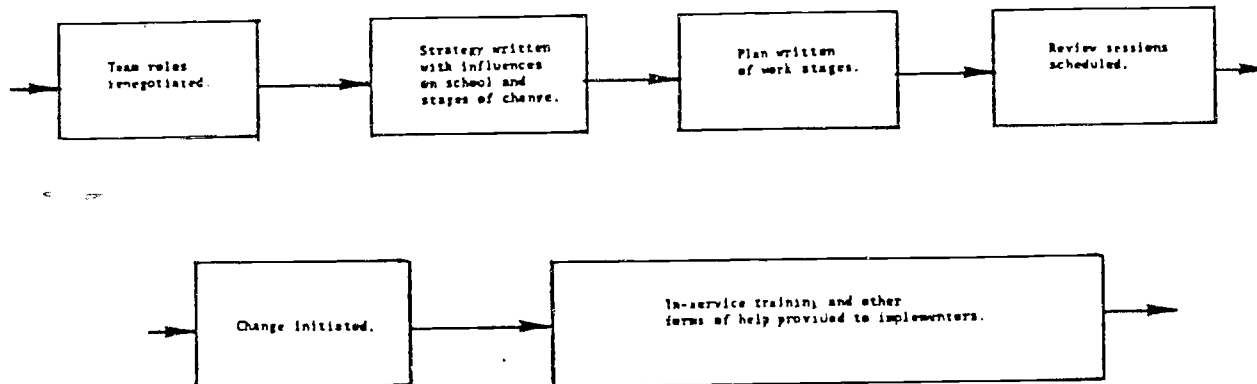 Team roles
renegotiated.
Strategy written
with influences
on school and
stages of change.
Plan written
of work stages.
Review sessions
scheduled.
Change initiated.
In-service training and other
forms of help provided to implementers.